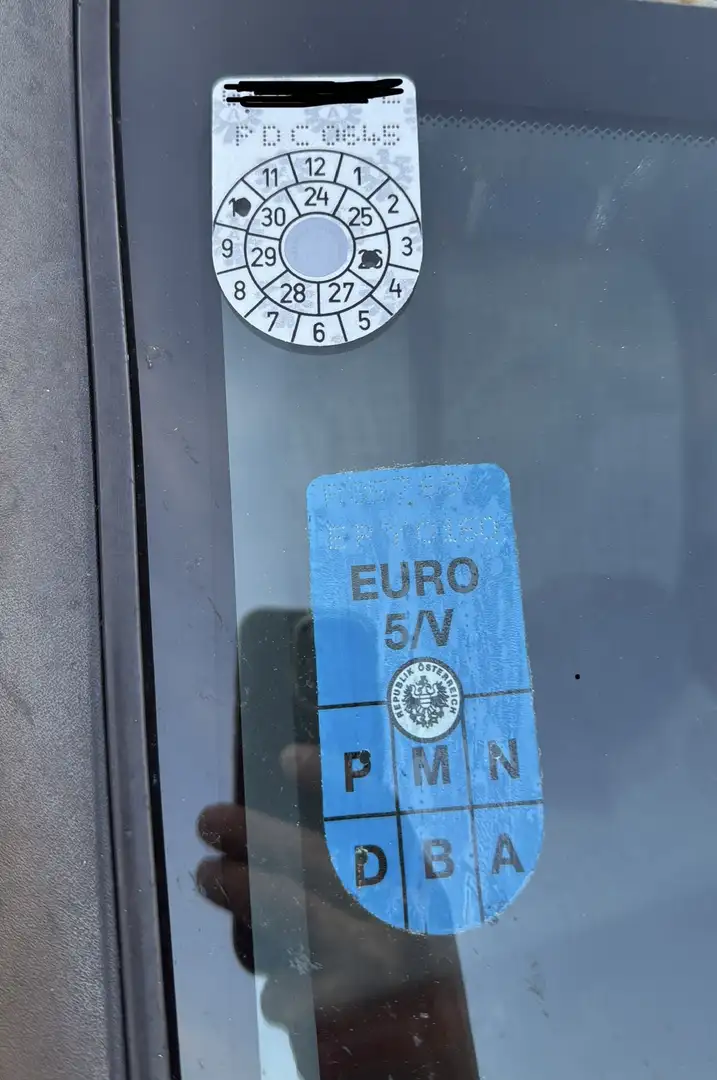 PDC0645
11 12 1
10 24 2
30 25
9 29 26 3
8 28 27 4
7 6 5
EURO
5/V
REPUBLIK ÖSTERREICH
P M N
D B A